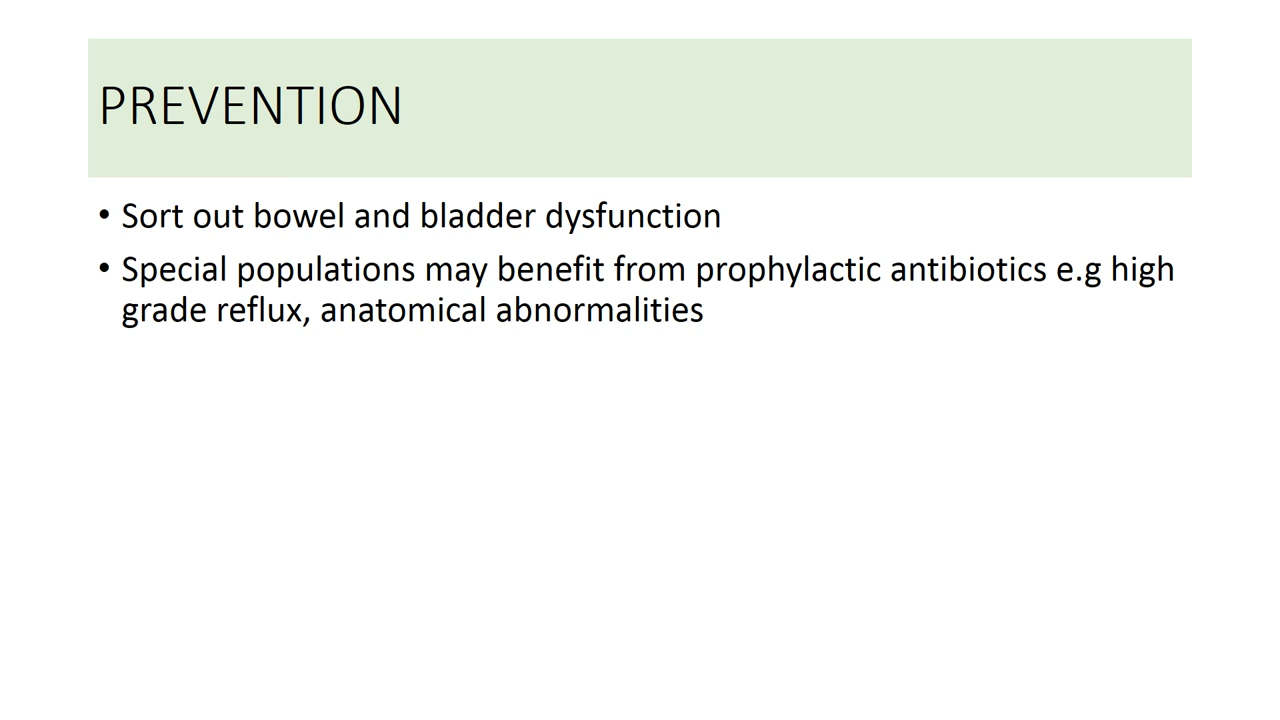 PREVENTION
• Sort out bowel and bladder dysfunction
• Special populations may benefit from prophylactic antibiotics e.g high
grade reflux, anatomical abnormalities